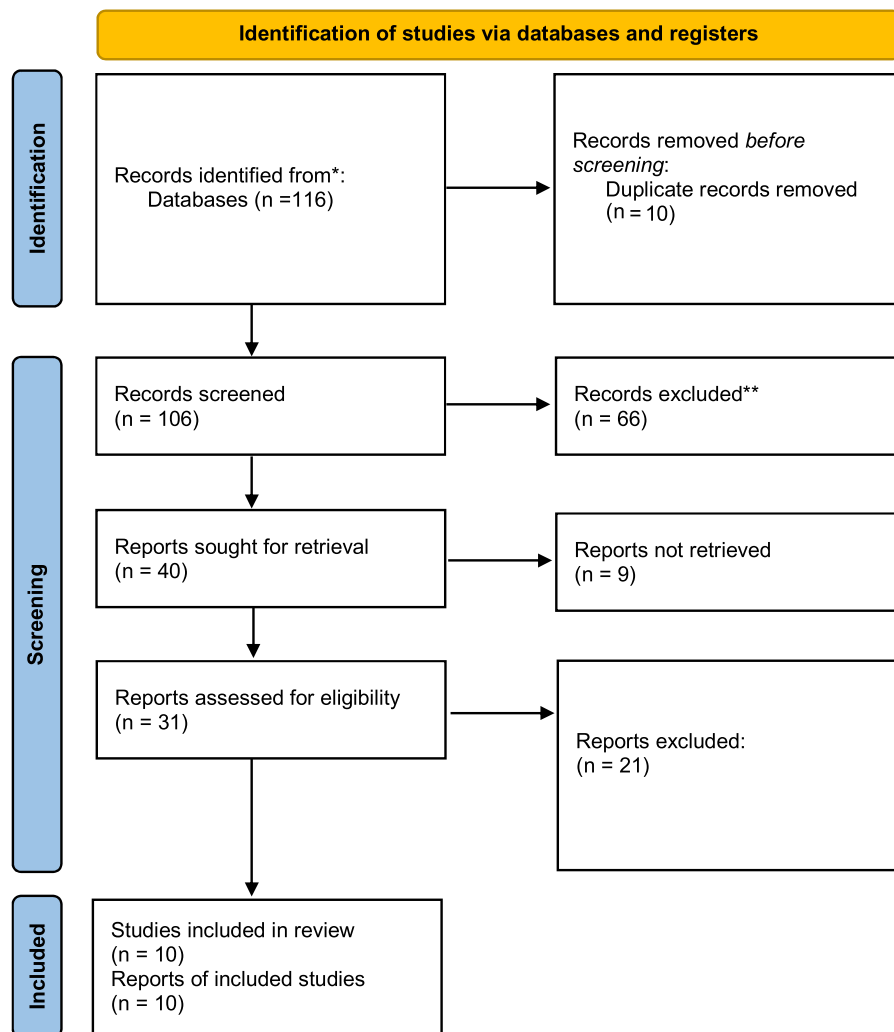 Identification of studies via databases and registers
Identification
Records identified from*:
Databases (n =116)
Records removed before
screening:
Duplicate records removed
(n = 10)
Screening
Records screened
(n = 106)
Records excluded**
(n = 66)
Reports sought for retrieval
(n = 40)
Reports not retrieved
(n = 9)
Reports assessed for eligibility
(n = 31)
Reports excluded:
(n = 21)
Included
Studies included in review
(n = 10)
Reports of included studies
(n = 10)